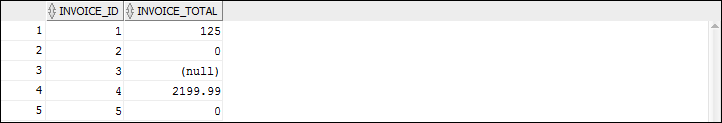 INVOICE_ID INVOICE_TOTAL
1 1 125
2 2 0
3 3 (null)
4 4 2199.99
5 5 0